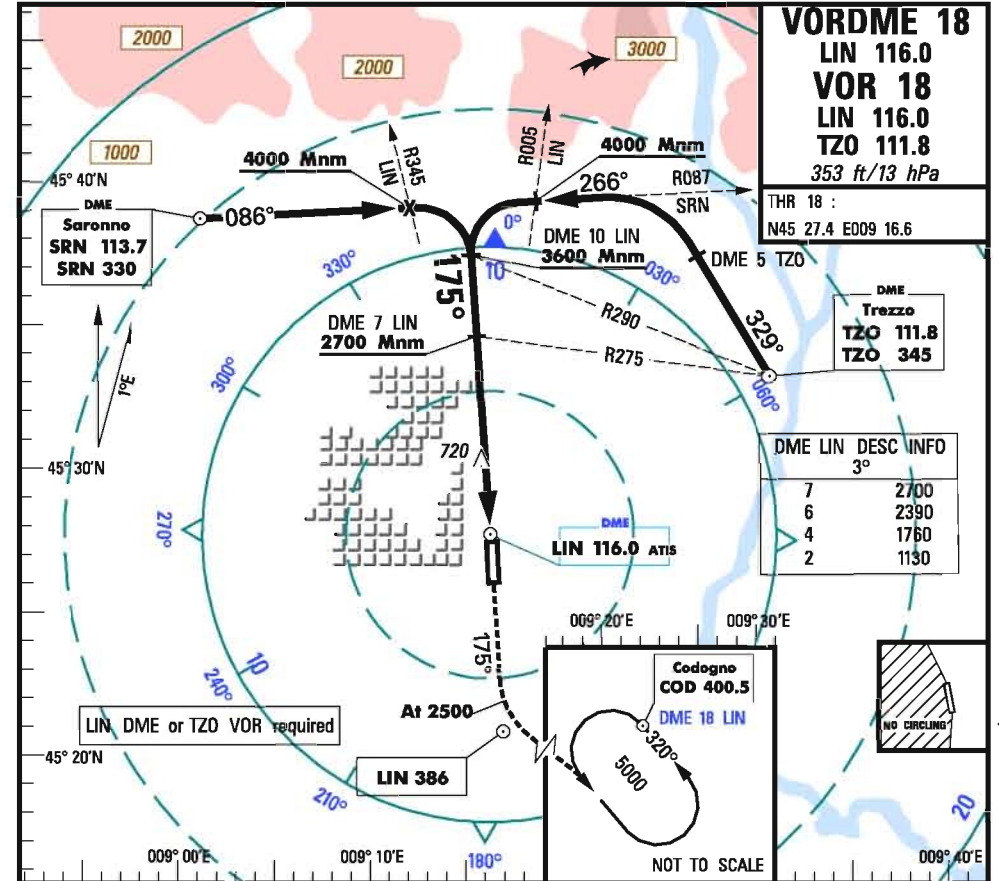 VORDME 18
LIN 116.0
VOR 18
LIN 116.0
TZO 111.8
353 ft/13 hPa
THR 18 :
N45 27.4 E009 16.6
2000
2000
3000
1000
45° 40'N
4000 Mnm
R345
LIN
R005
LIN
4000 Mnm
266°
R087
SRN
DME
Saronno
SRN 113.7
SRN 330
086°
0°
DME 10 LIN
3600 Mnm
10
330°
030°
DME 5 TZO
175°
R290
DME 7 LIN
2700 Mnm
R275
329°
DME
Trezzo
TZO 111.8
TZO 345
060°
1°E
300°
720
45° 30'N
DME LIN DESC INFO
3°
7 2700
6 2390
4 1760
2 1130
270°
DME
LIN 116.0 ATIS
009° 20'E
009° 30'E
175°
10
240°
Codogno
COD 400.5
DME 18 LIN
320°
5000
NOT TO SCALE
NO CIRCLING
At 2500
LIN DME or TZO VOR required
45° 20'N
LIN 386
210°
180°
20
009° 00'E
009° 10'E
009° 40'E